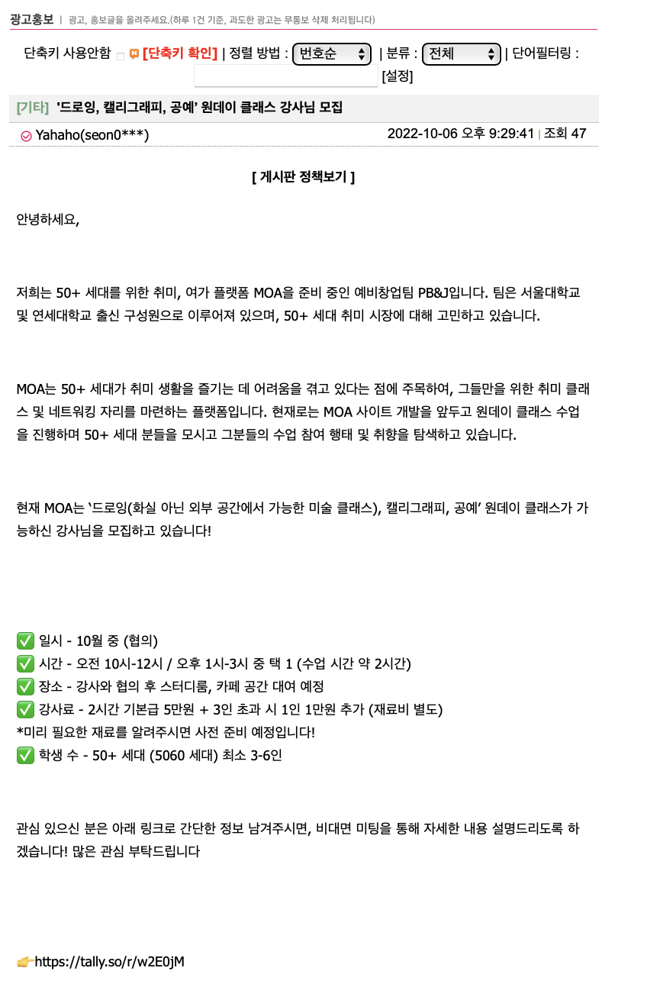 광고홍보 | 광고, 홍보글을 올려주세요.(하루 1건 기준, 과도한 광고는 무통보 삭제 처리됩니다)
단축키 사용안함 N [단축키 확인] | 정렬 방법 : 번호순 | 분류 : 전체 | 단어필터링 :
[설정]
[기타] '드로잉, 캘리그래피, 공예’ 원데이 클래스 강사님 모집
Yahaho(seon0***) 2022-10-06 오후 9:29:41 | 조회 47
[ 게시판 정책보기 ]
안녕하세요,
저희는 50+ 세대를 위한 취미, 여가 플랫폼 MOA을 준비 중인 예비창업팀 PB&J입니다. 팀은 서울대학교
및 연세대학교 출신 구성원으로 이루어져 있으며, 50+ 세대 취미 시장에 대해 고민하고 있습니다.
MOA는 50+ 세대가 취미 생활을 즐기는 데 어려움을 겪고 있다는 점에 주목하여, 그들만을 위한 취미 클래
스 및 네트워킹 자리를 마련하는 플랫폼입니다. 현재로는 MOA 사이트 개발을 앞두고 원데이 클래스 수업
을 진행하며 50+ 세대 분들을 모시고 그분들의 수업 참여 행태 및 취향을 탐색하고 있습니다.
현재 MOA는 ‘드로잉(화실 아닌 외부 공간에서 가능한 미술 클래스), 캘리그래피, 공예’ 원데이 클래스가 가
능하신 강사님을 모집하고 있습니다!
✅ 일시 - 10월 중 (협의)
✅ 시간 - 오전 10시-12시 / 오후 1시-3시 중 택 1 (수업 시간 약 2시간)
✅ 장소 - 강사와 협의 후 스터디룸, 카페 공간 대여 예정
✅ 강사료 - 2시간 기본급 5만원 + 3인 초과 시 1인 1만원 추가 (재료비 별도)
*미리 필요한 재료를 알려주시면 사전 준비 예정입니다!
✅ 학생 수 - 50+ 세대 (5060 세대) 최소 3-6인
관심 있으신 분은 아래 링크로 간단한 정보 남겨주시면, 비대면 미팅을 통해 자세한 내용 설명드리도록 하
겠습니다! 많은 관심 부탁드립니다
👉https://tally.so/r/w2E0jM